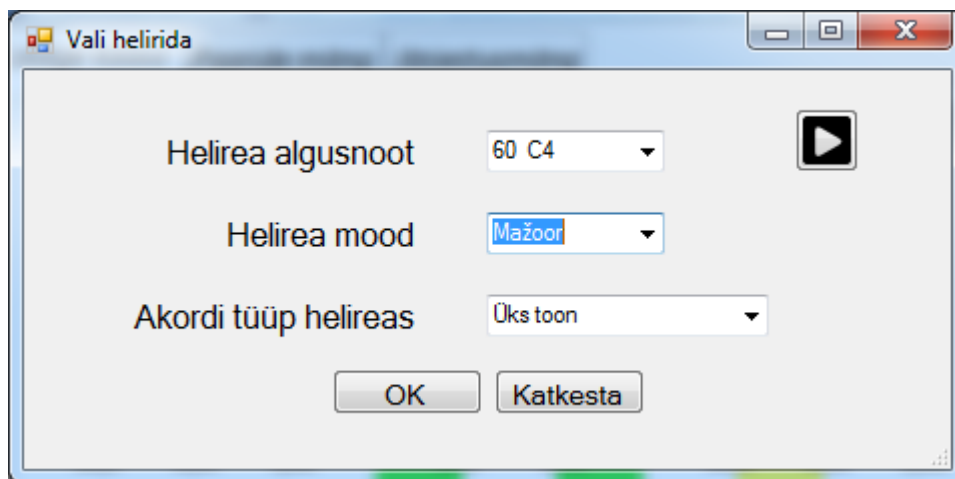 Vali helirida
Helirea algusnoot 60 C4
Helirea mood Mažoor
Akordi tüüp helireas Üks toon
OK Katkesta